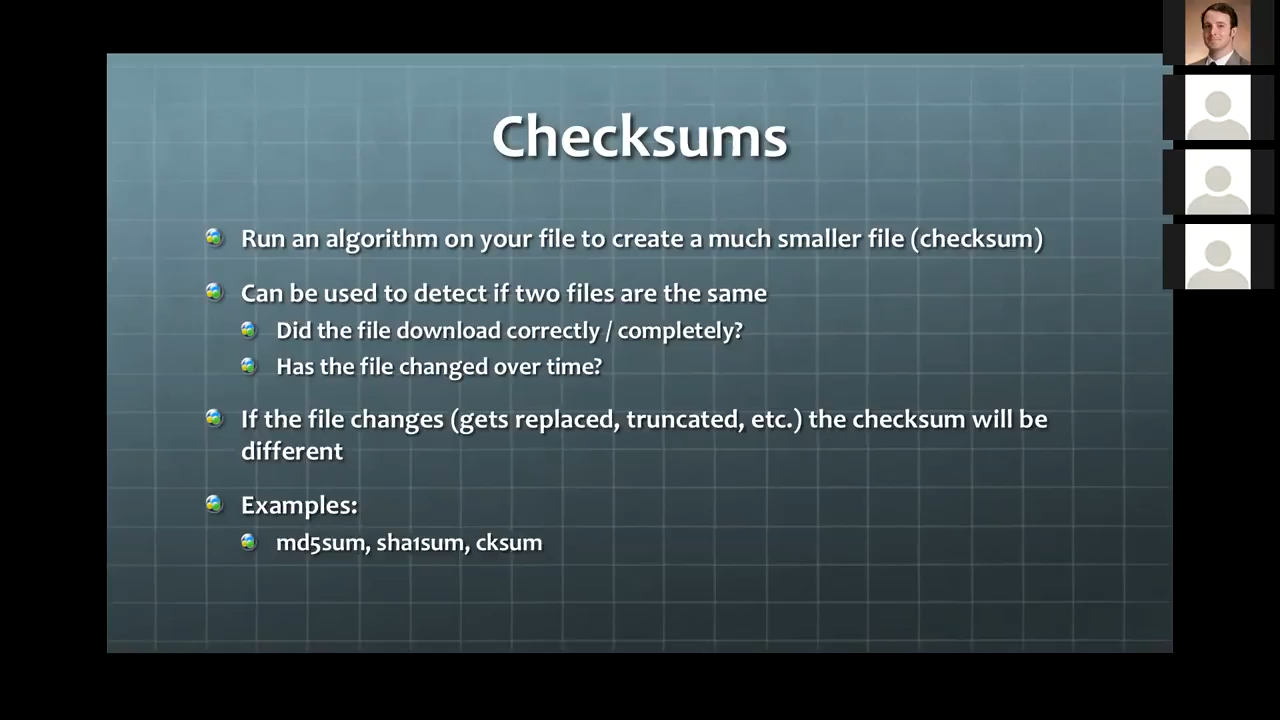 Checksums
Run an algorithm on your file to create a much smaller file (checksum)
Can be used to detect if two files are the same
Did the file download correctly / completely?
Has the file changed over time?
If the file changes (gets replaced, truncated, etc.) the checksum will be
different
Examples:
md5sum, sha1sum, cksum